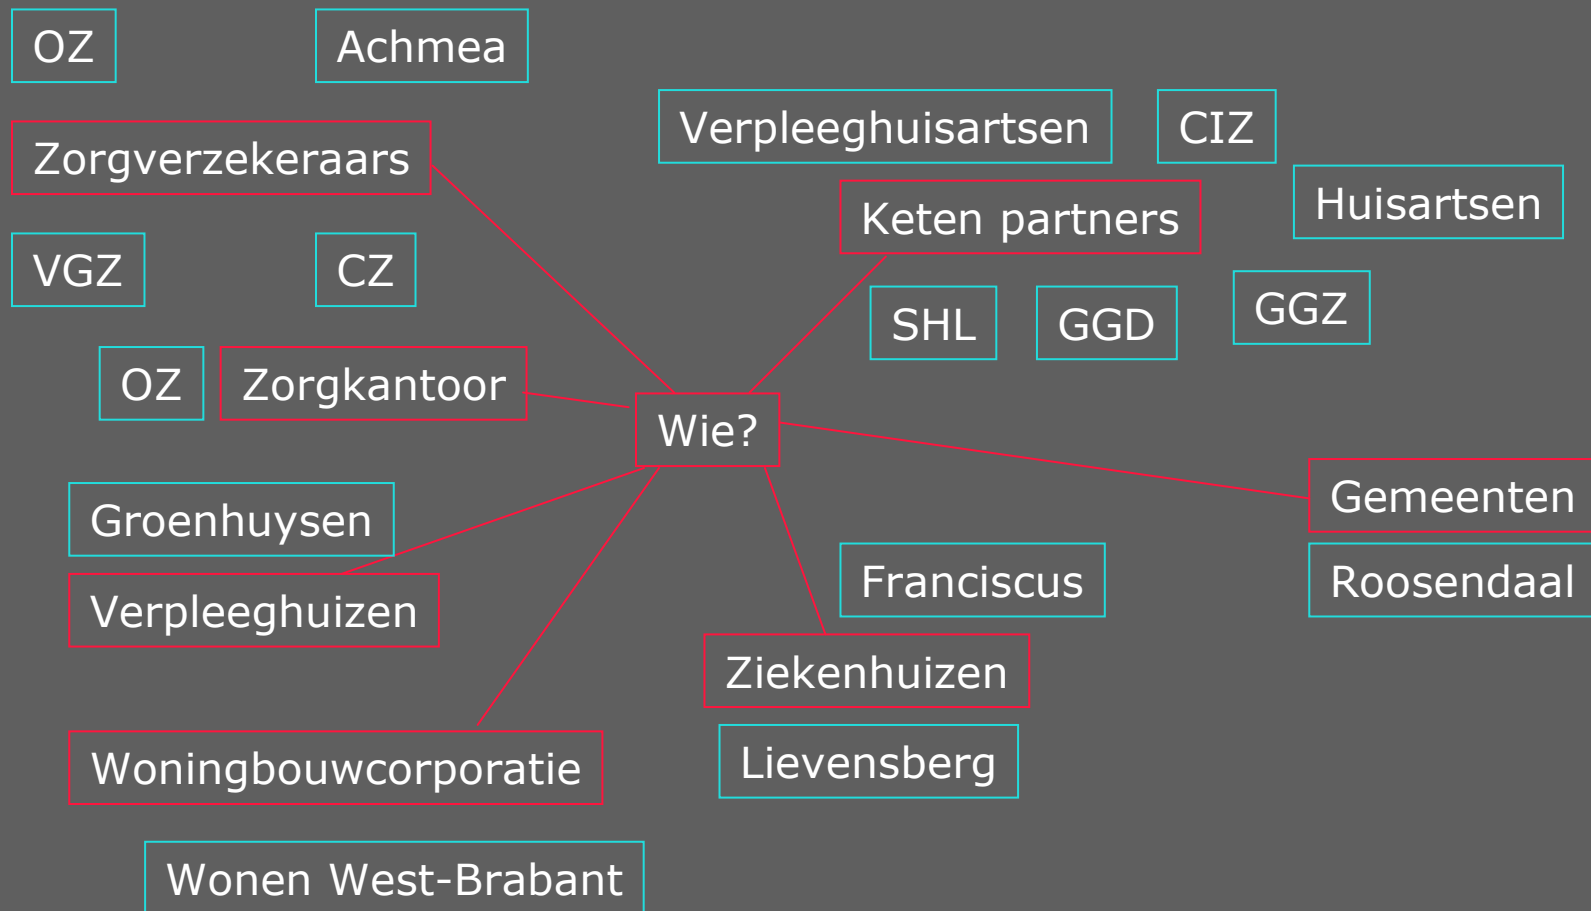 OZ
Achmea
Zorgverzekeraars
VGZ
CZ
Verpleeghuisartsen
CIZ
Keten partners
Huisartsen
SHL
GGD
GGZ
OZ
Zorgkantoor
Wie?
Groenhuysen
Verpleeghuizen
Gemeenten
Roosendaal
Franciscus
Ziekenhuizen
Lievensberg
Woningbouwcorporatie
Wonen West-Brabant